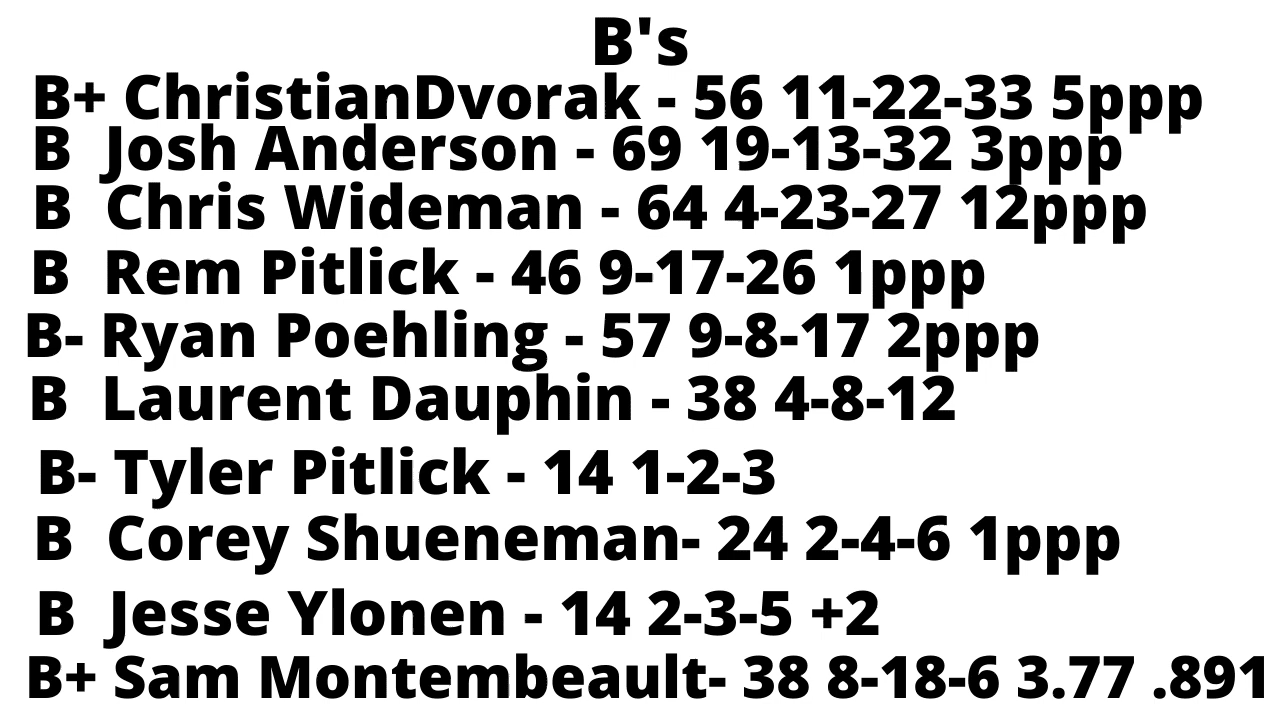 B's
B+ ChristianDvorak - 56 11-22-33 5ppp
B Josh Anderson - 69 19-13-32 3ppp
B Chris Wideman - 64 4-23-27 12ppp
B Rem Pitlick - 46 9-17-26 1ppp
B- Ryan Poehling - 57 9-8-17 2ppp
B Laurent Dauphin - 38 4-8-12
B- Tyler Pitlick - 14 1-2-3
B Corey Shueneman- 24 2-4-6 1ppp
B Jesse Ylonen - 14 2-3-5 +2
B+ Sam Montembeault- 38 8-18-6 3.77 .891